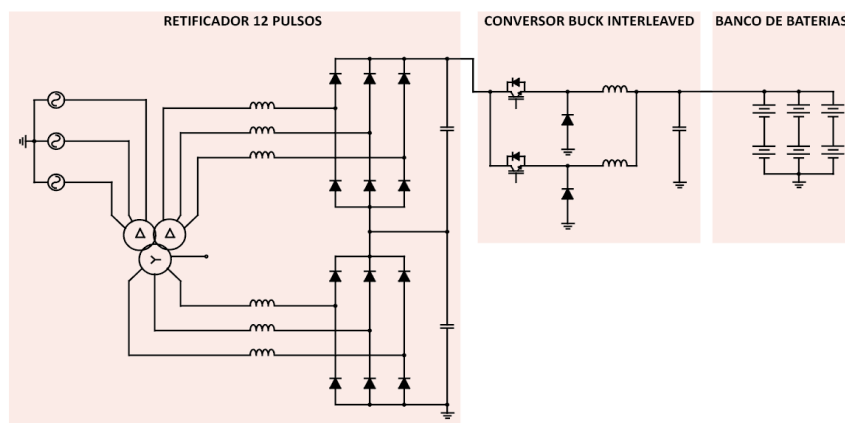 RETIFICADOR 12 PULSOS
CONVERSOR BUCK INTERLEAVED
BANCO DE BATERIAS